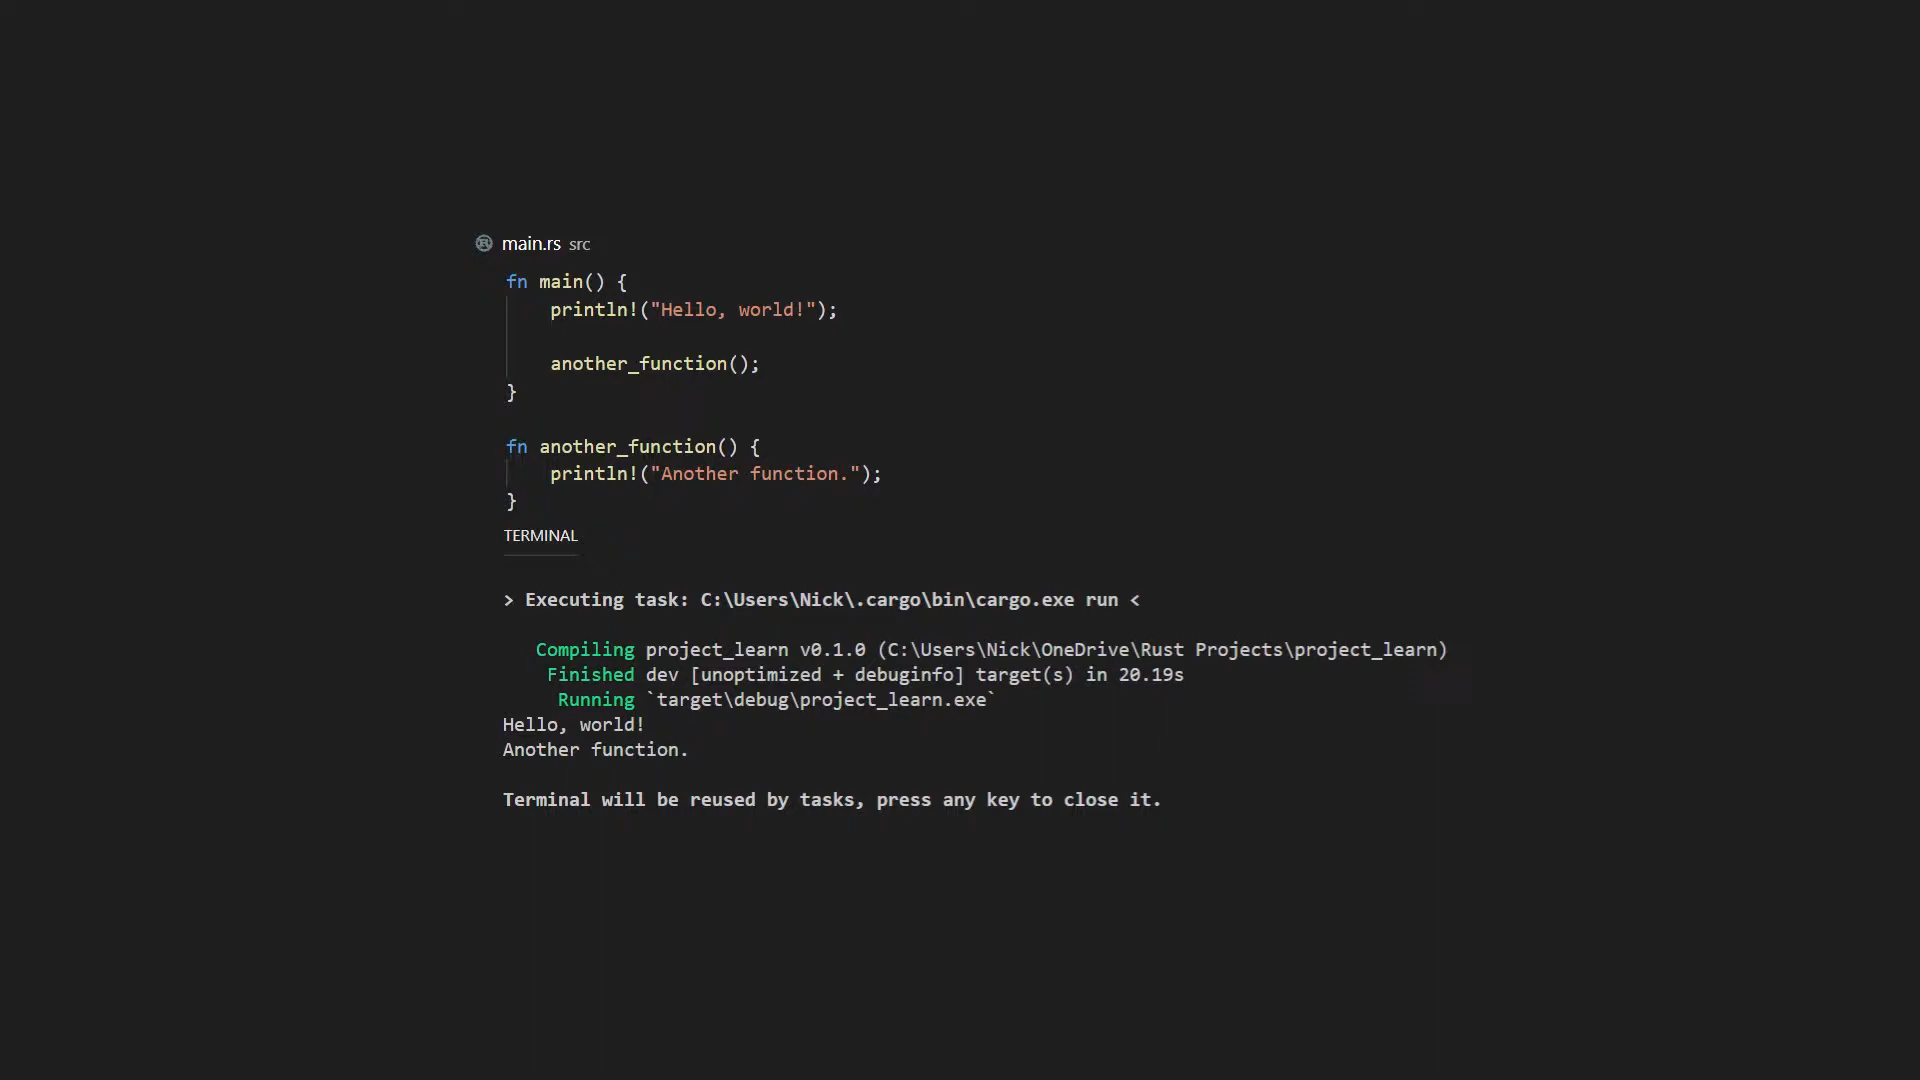 main.rs src
fn main() {
    println!("Hello, world!");
    another_function();
}
fn another_function() {
    println!("Another function.");
}
TERMINAL
> Executing task: C:\Users\Nick\.cargo\bin\cargo.exe run <
   Compiling project_learn v0.1.0 (C:\Users\Nick\OneDrive\Rust Projects\project_learn)
    Finished dev [unoptimized + debuginfo] target(s) in 20.19s
     Running `target\debug\project_learn.exe`
Hello, world!
Another function.
Terminal will be reused by tasks, press any key to close it.